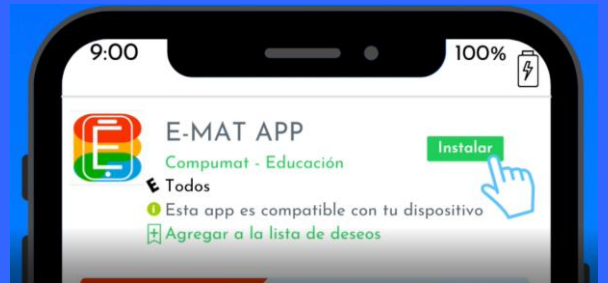 9:00
100%
E-MAT APP
Instalar
Compumat - Educación
E Todos
Esta app es compatible con tu dispositivo
Agregar a la lista de deseos